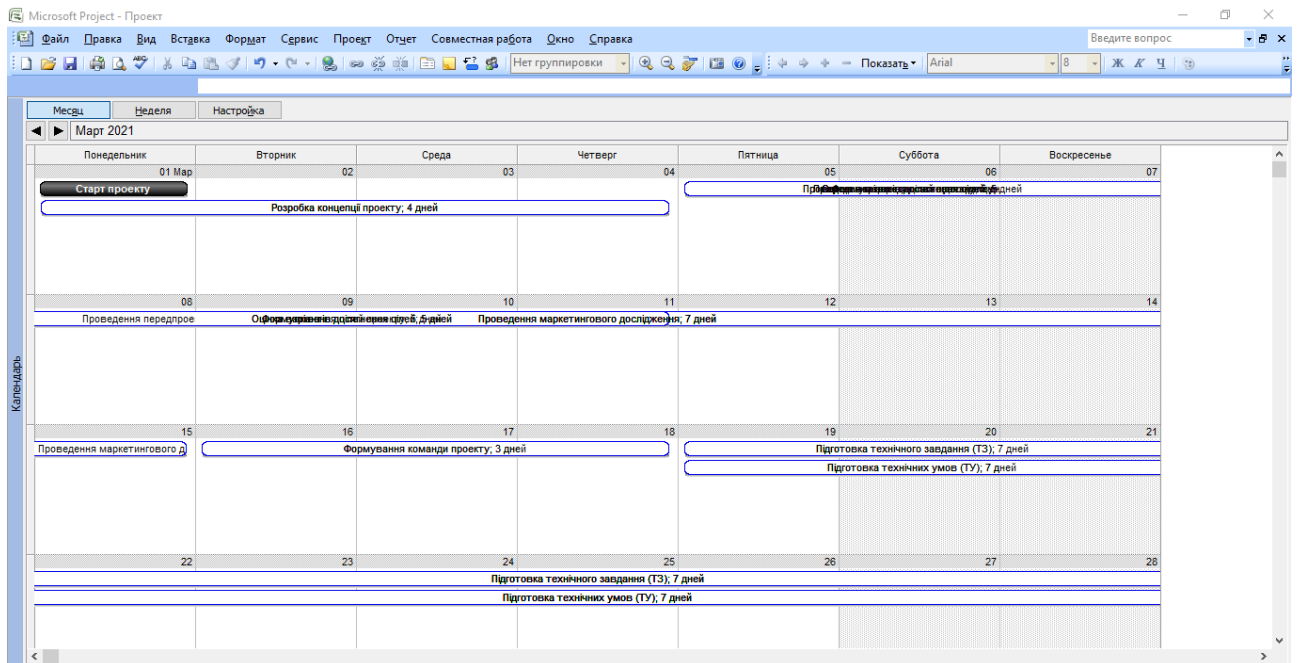 Microsoft Project - Проект
Файл Правка Вид Вставка Формат Сервис Проект Отчет Совместная работа Окно Справка Введите вопрос
Нет группировки Показать Arial 8 Ж К Ч
Месяц Неделя Настройка
Март 2021
Понедельник Вторник Среда Четверг Пятница Суббота Воскресенье
01 Мар 02 03 04 05 06 07
Старт проекту
дней
Розробка концепції проекту; 4 дней
08 09 10 11 12 13 14
Проведення передпрое Проведення маркетингового дослідження; 7 дней
Календарь
15 16 17 18 19 20 21
Проведення маркетингового д Формування команди проекту; 3 дней Підготовка технічного завдання (ТЗ); 7 дней
Підготовка технічних умов (ТУ); 7 дней
22 23 24 25 26 27 28
Підготовка технічного завдання (ТЗ); 7 дней
Підготовка технічних умов (ТУ); 7 дней